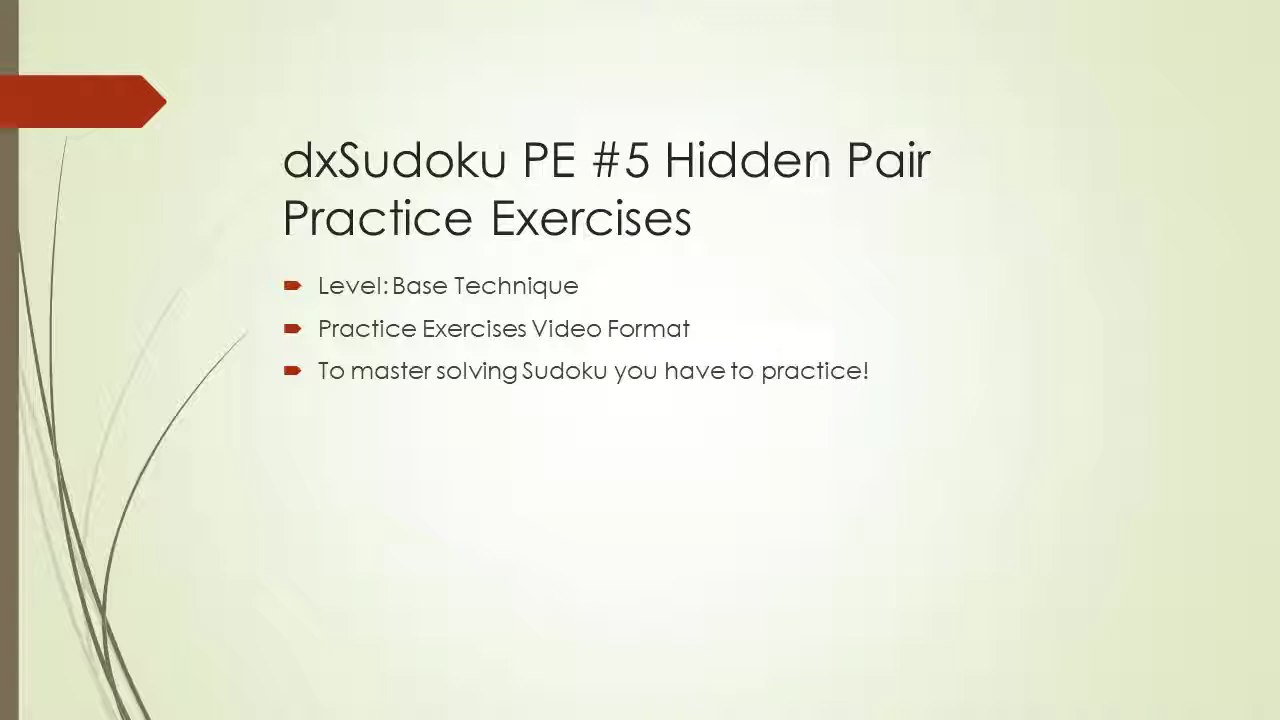 dxSudoku PE #5 Hidden Pair
Practice Exercises
Level: Base Technique
Practice Exercises Video Format
To master solving Sudoku you have to practice!